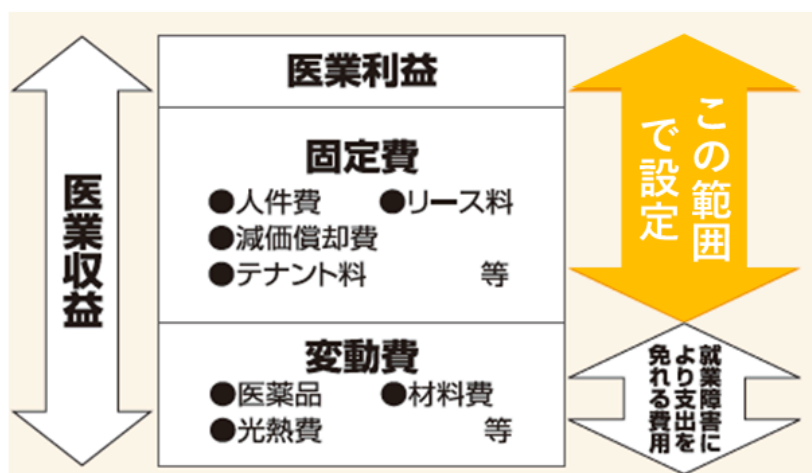 医業収益
医業利益
固定費
●人件費 ●リース料
●減価償却費
●テナント料 等
変動費
●医薬品 ●材料費
●光熱費 等
この範囲
で設定
就業障害に
より支出を
免れる費用